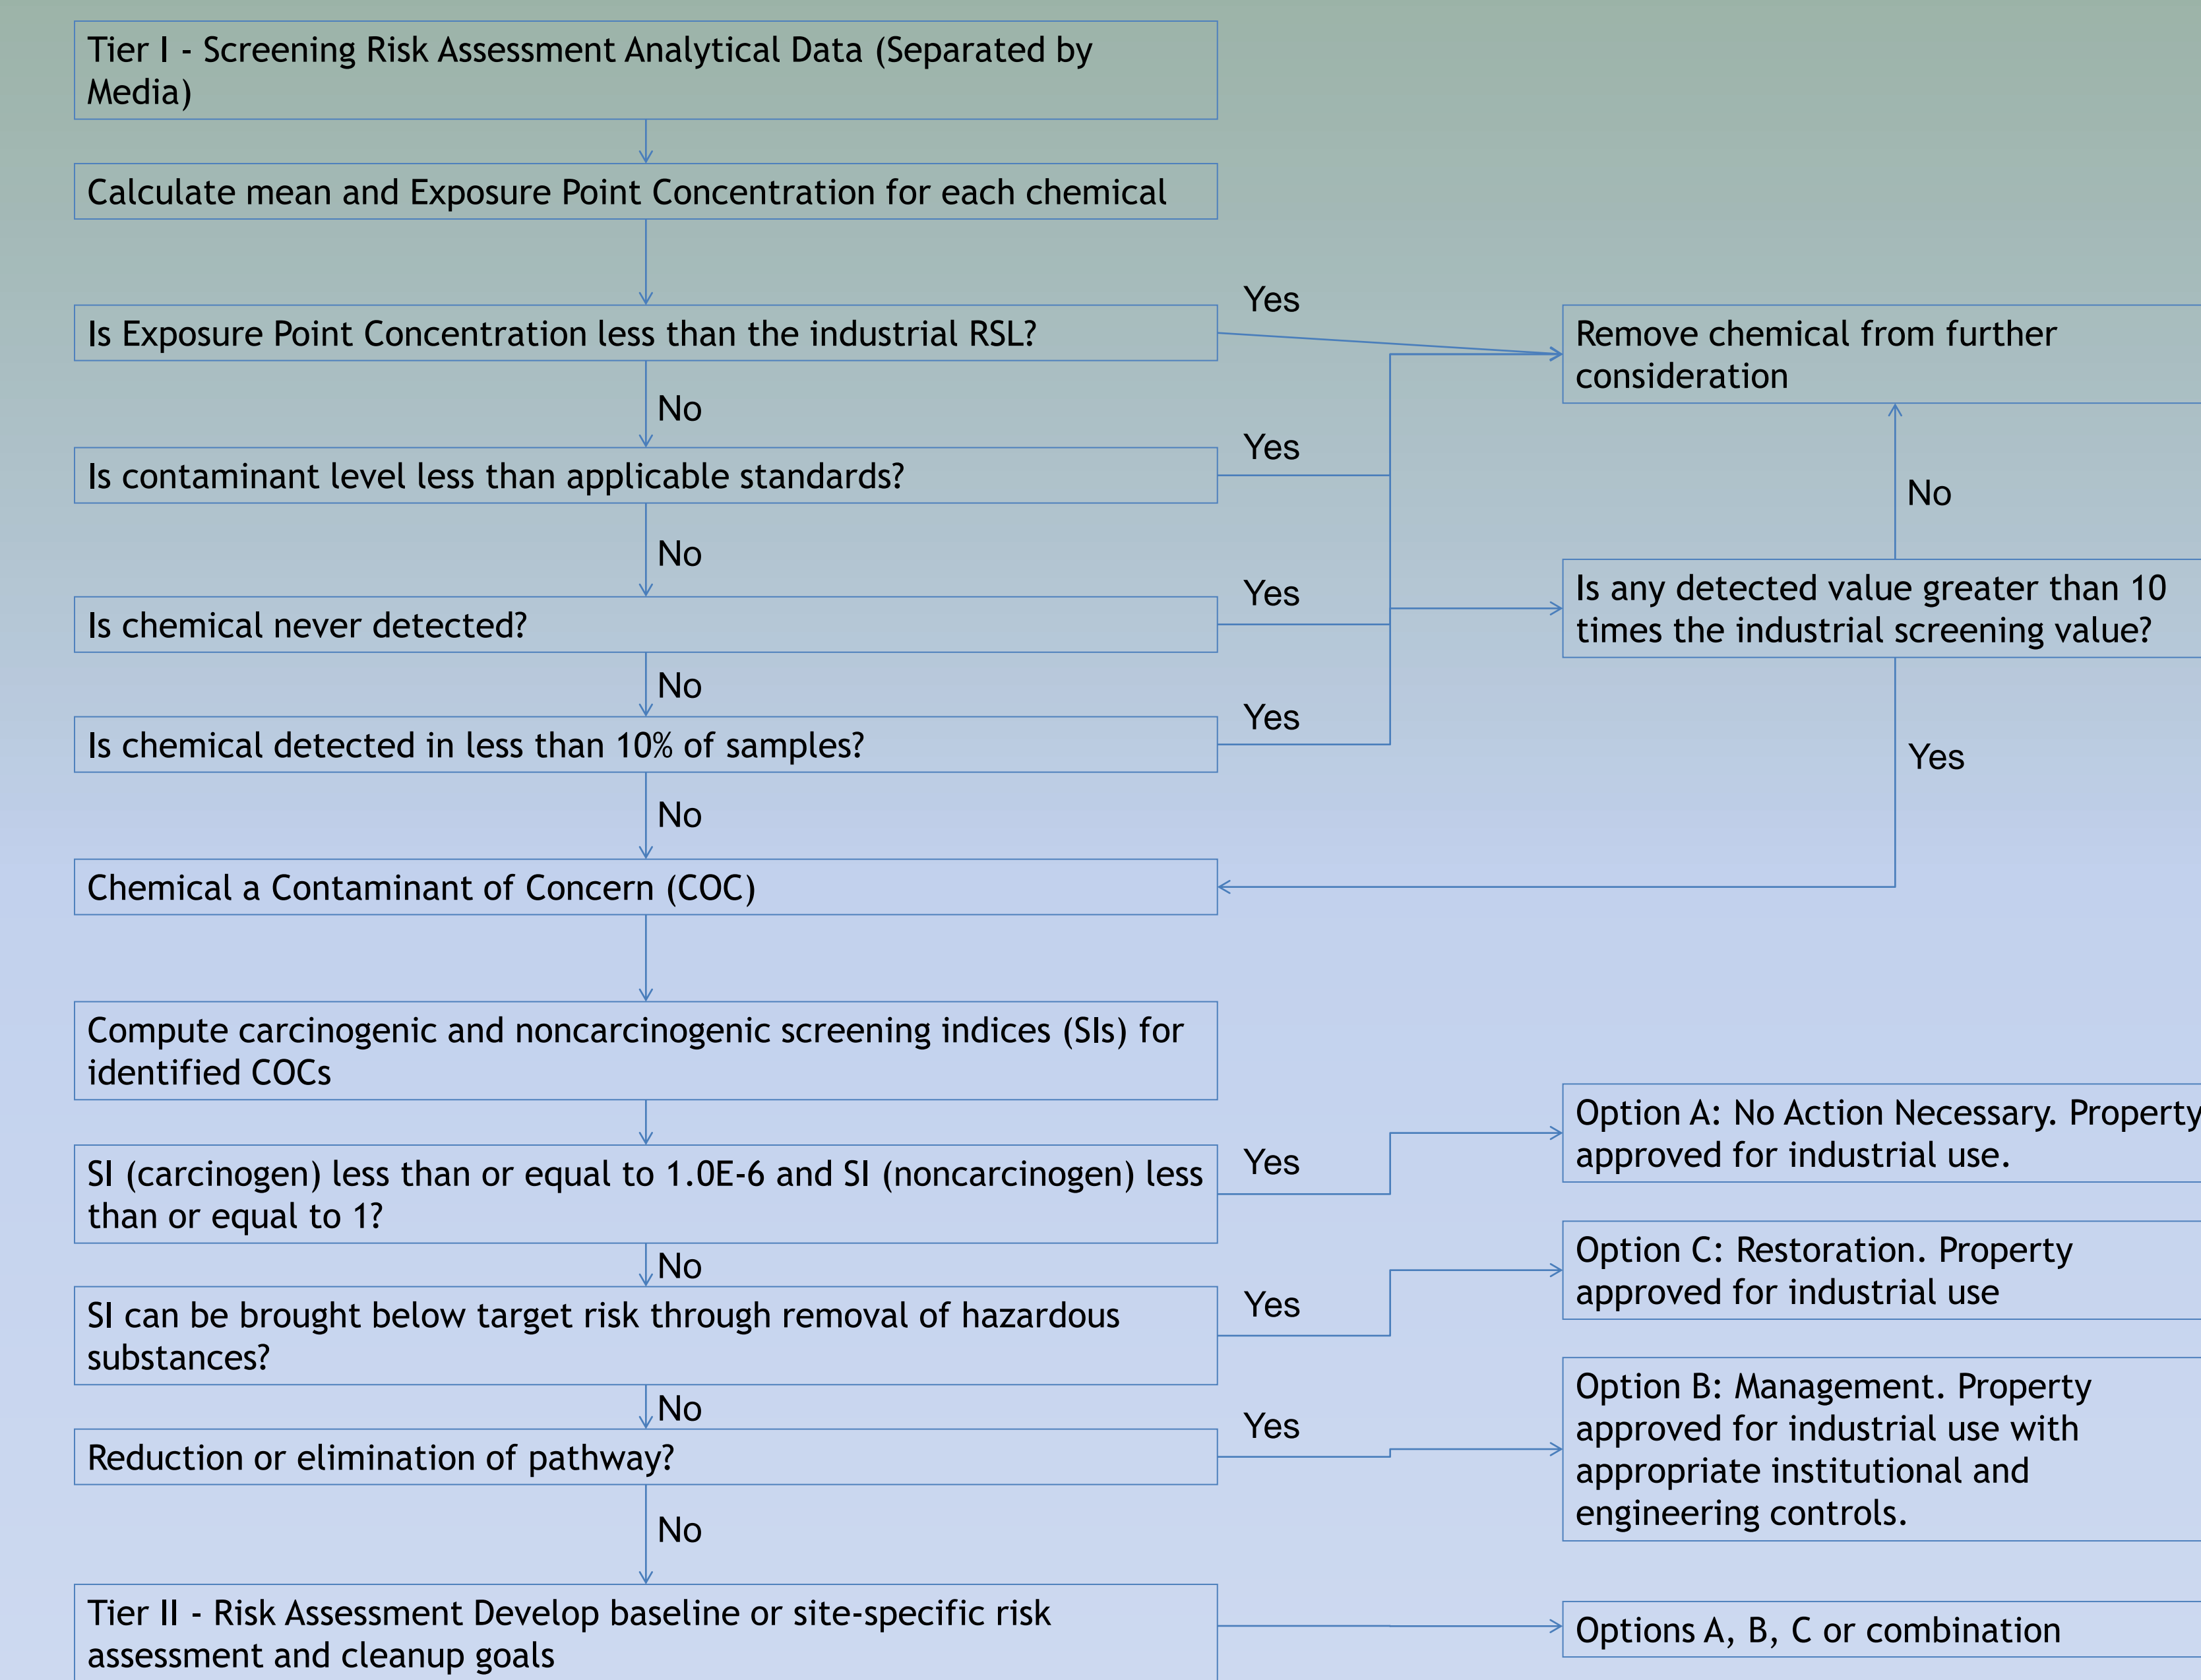 Tier I - Screening Risk Assessment Analytical Data (Separated by
Media)
Calculate mean and Exposure Point Concentration for each chemical
Yes
Is Exposure Point Concentration less than the industrial RSL?
Remove chemical from further
consideration
No
Yes
Is contaminant level less than applicable standards?
No
No
Yes
Is any detected value greater than 10
times the industrial screening value?
Is chemical never detected?
No
Yes
Is chemical detected in less than 10% of samples?
Yes
No
Chemical a Contaminant of Concern (COC)
Compute carcinogenic and noncarcinogenic screening indices (SIs) for
identified COCs
Option A: No Action Necessary. Property
approved for industrial use.
Yes
SI (carcinogen) less than or equal to 1.0E-6 and SI (noncarcinogen) less
than or equal to 1?
Option C: Restoration. Property
approved for industrial use
No
Yes
SI can be brought below target risk through removal of hazardous
substances?
Option B: Management. Property
approved for industrial use with
appropriate institutional and
engineering controls.
No
Yes
Reduction or elimination of pathway?
No
Tier II - Risk Assessment Develop baseline or site-specific risk
assessment and cleanup goals
Options A, B, C or combination